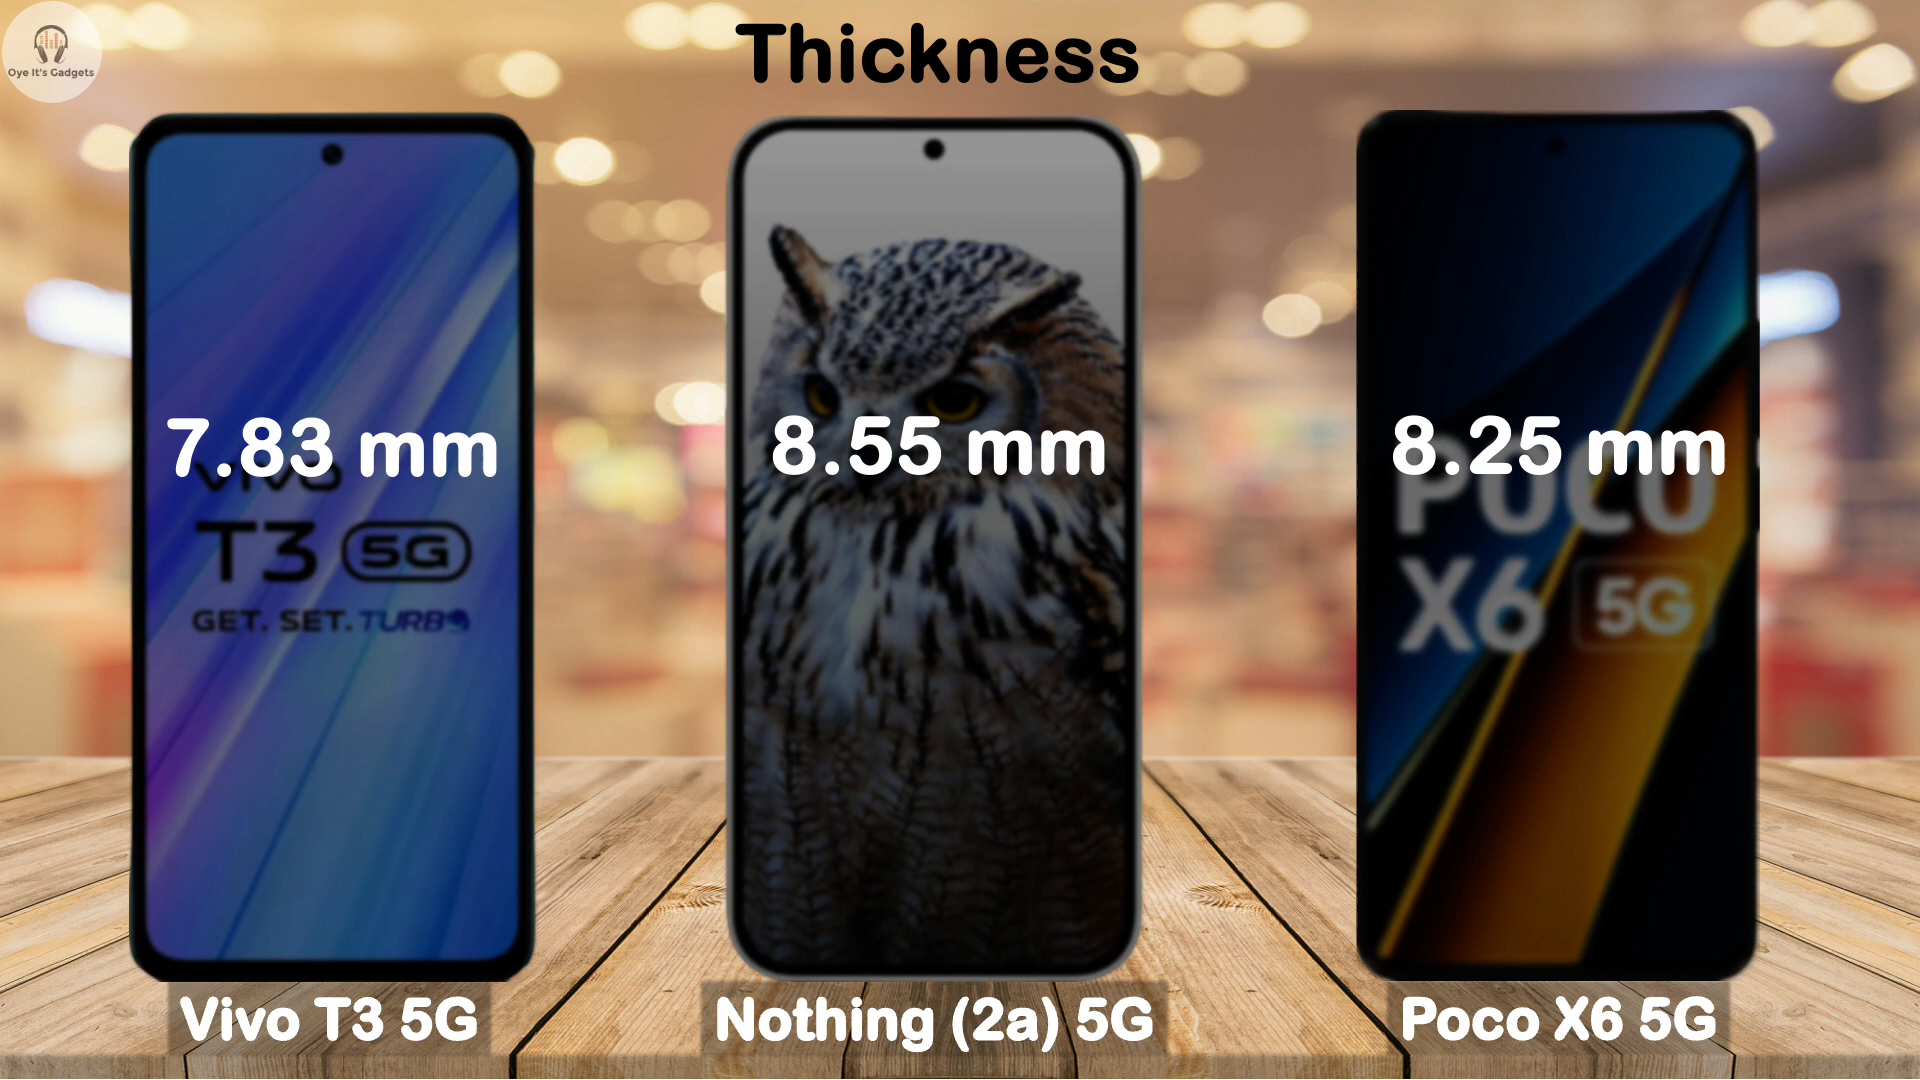 Oye It's Gadgets
Thickness
7.83 mm
8.55 mm
8.25 mm
vivo
T3 5G
GET. SET. TURBO
POCO
X6 5G
Vivo T3 5G
Nothing (2a) 5G
Poco X6 5G